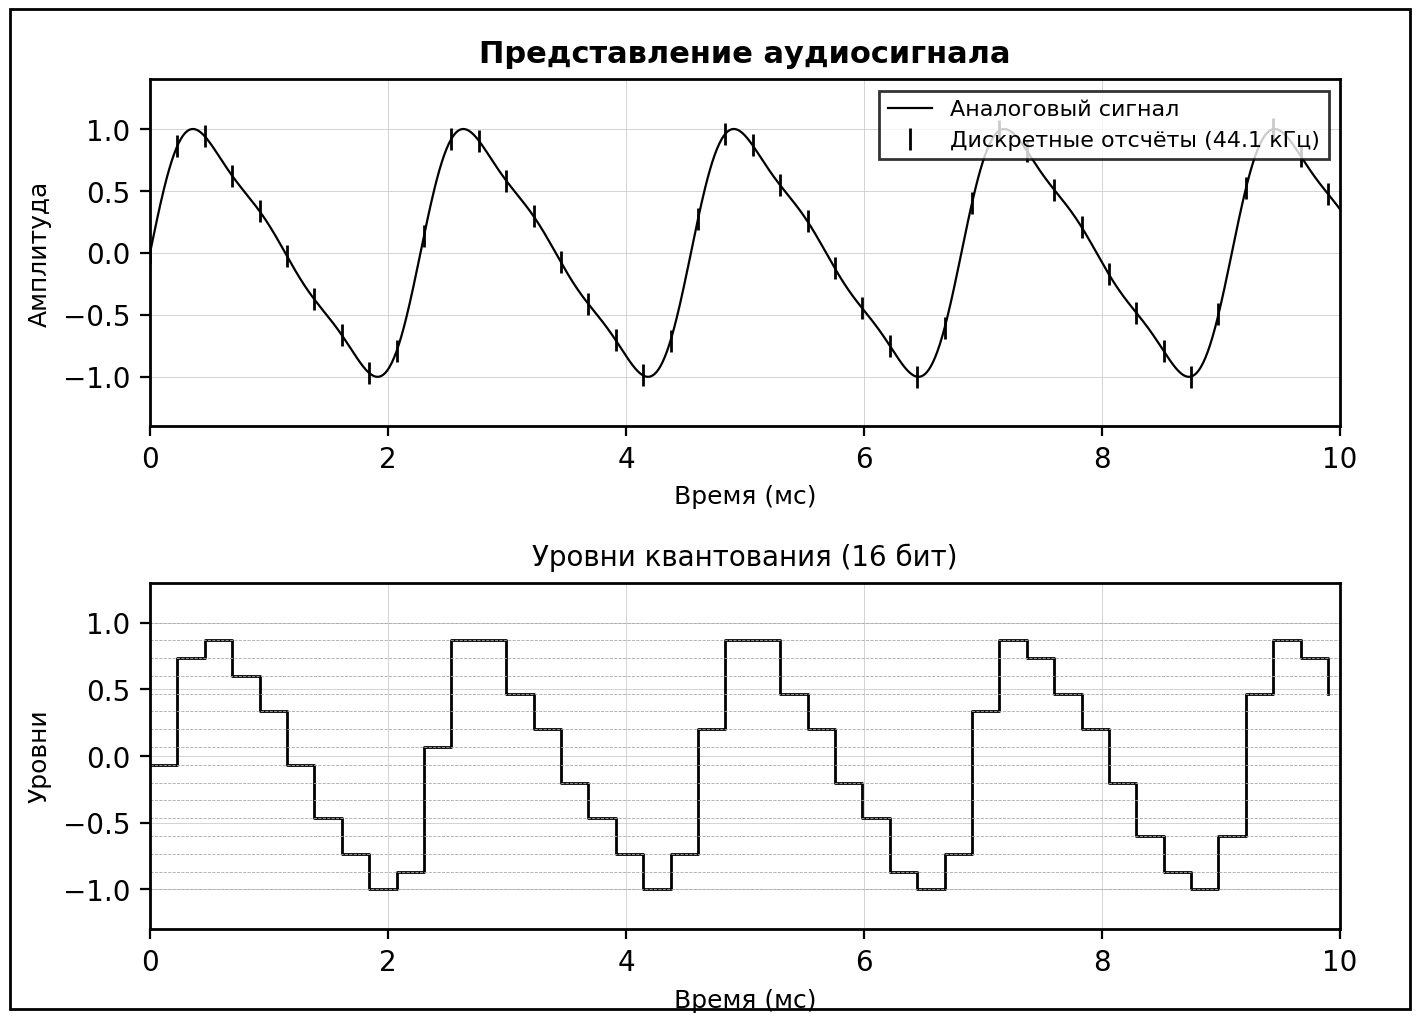 Представление аудиосигнала
Аналоговый сигнал
Дискретные отсчёты (44.1 кГц)
Амплитуда
1.0
0.5
0.0
−0.5
−1.0
0 2 4 6 8 10
Время (мс)
Уровни квантования (16 бит)
Уровни
1.0
0.5
0.0
−0.5
−1.0
0 2 4 6 8 10
Время (мс)